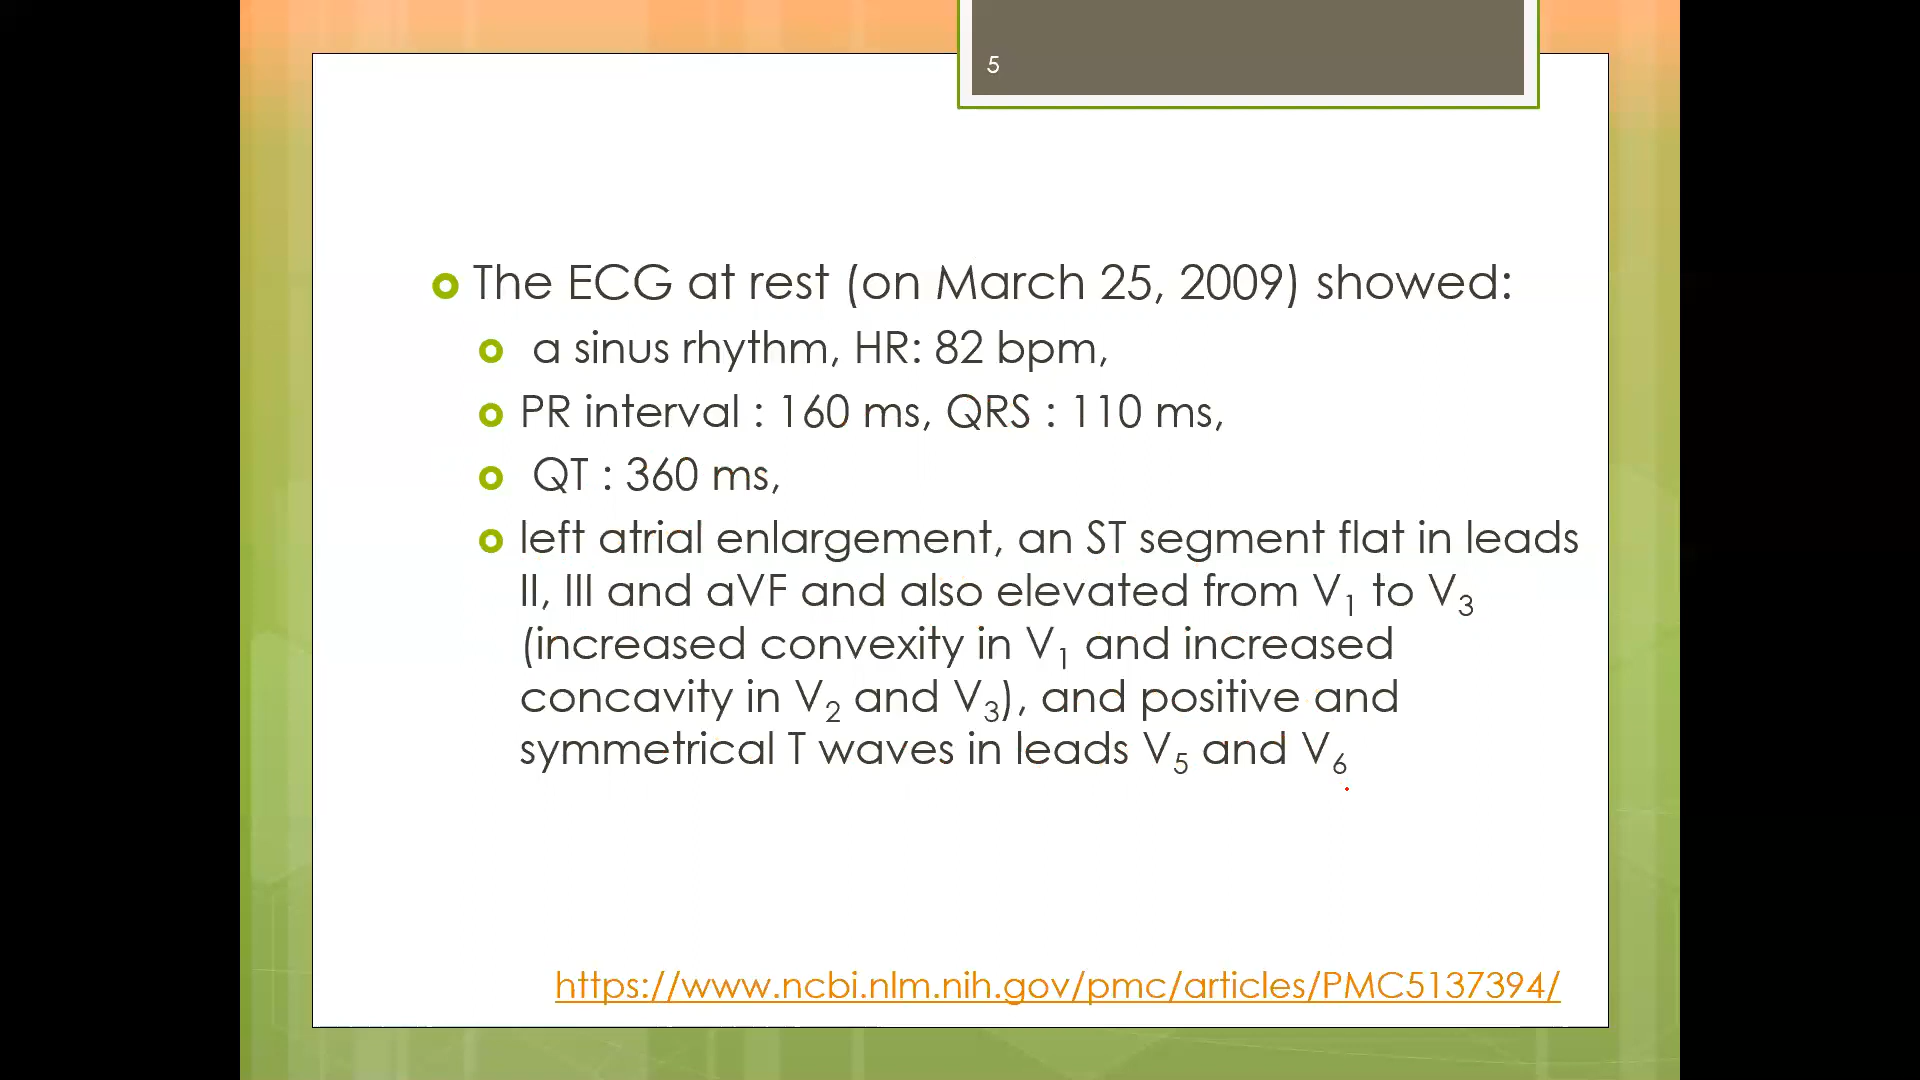 5
The ECG at rest (on March 25, 2009) showed:
a sinus rhythm, HR: 82 bpm,
PR interval : 160 ms, QRS : 110 ms,
QT : 360 ms,
left atrial enlargement, an ST segment flat in leads
II, III and aVF and also elevated from V1 to V3
(increased convexity in V1 and increased
concavity in V2 and V3), and positive and
symmetrical T waves in leads V5 and V6
https://www.ncbi.nlm.nih.gov/pmc/articles/PMC5137394/